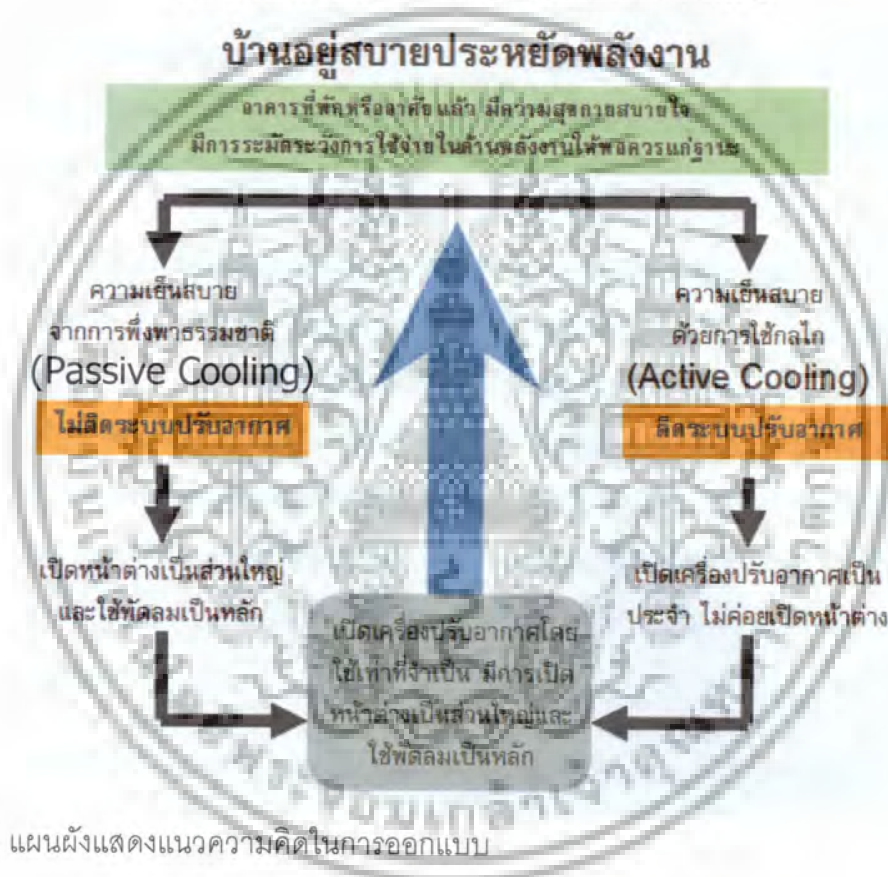 บ้านอยู่สบายประหยัดพลังงาน
อาคารที่พักหรืออาศัย แล้ว มีความสุขกายสบายใจ
มีการระมัดระวังการใช้จ่ายในด้านพลังงานให้พอควรแก่ฐานะ
ความเย็นสบาย
จากการพึ่งพาธรรมชาติ
(Passive Cooling)
ไม่ติดระบบปรับอากาศ
เปิดหน้าต่างเป็นส่วนใหญ่
และใช้พัดลมเป็นหลัก
ความเย็นสบาย
ด้วยการใช้กลไก
(Active Cooling)
ติดระบบปรับอากาศ
เปิดเครื่องปรับอากาศเป็น
ประจำ ไม่ค่อยเปิดหน้าต่าง
เปิดเครื่องปรับอากาศโดย
ใช้เท่าที่จำเป็น มีการเปิด
หน้าต่างเป็นส่วนใหญ่และ
ใช้พัดลมเป็นหลัก
พระจอมเกล้าเจ้าคุณ
แผนผังแสดงแนวความคิดในการออกแบบ